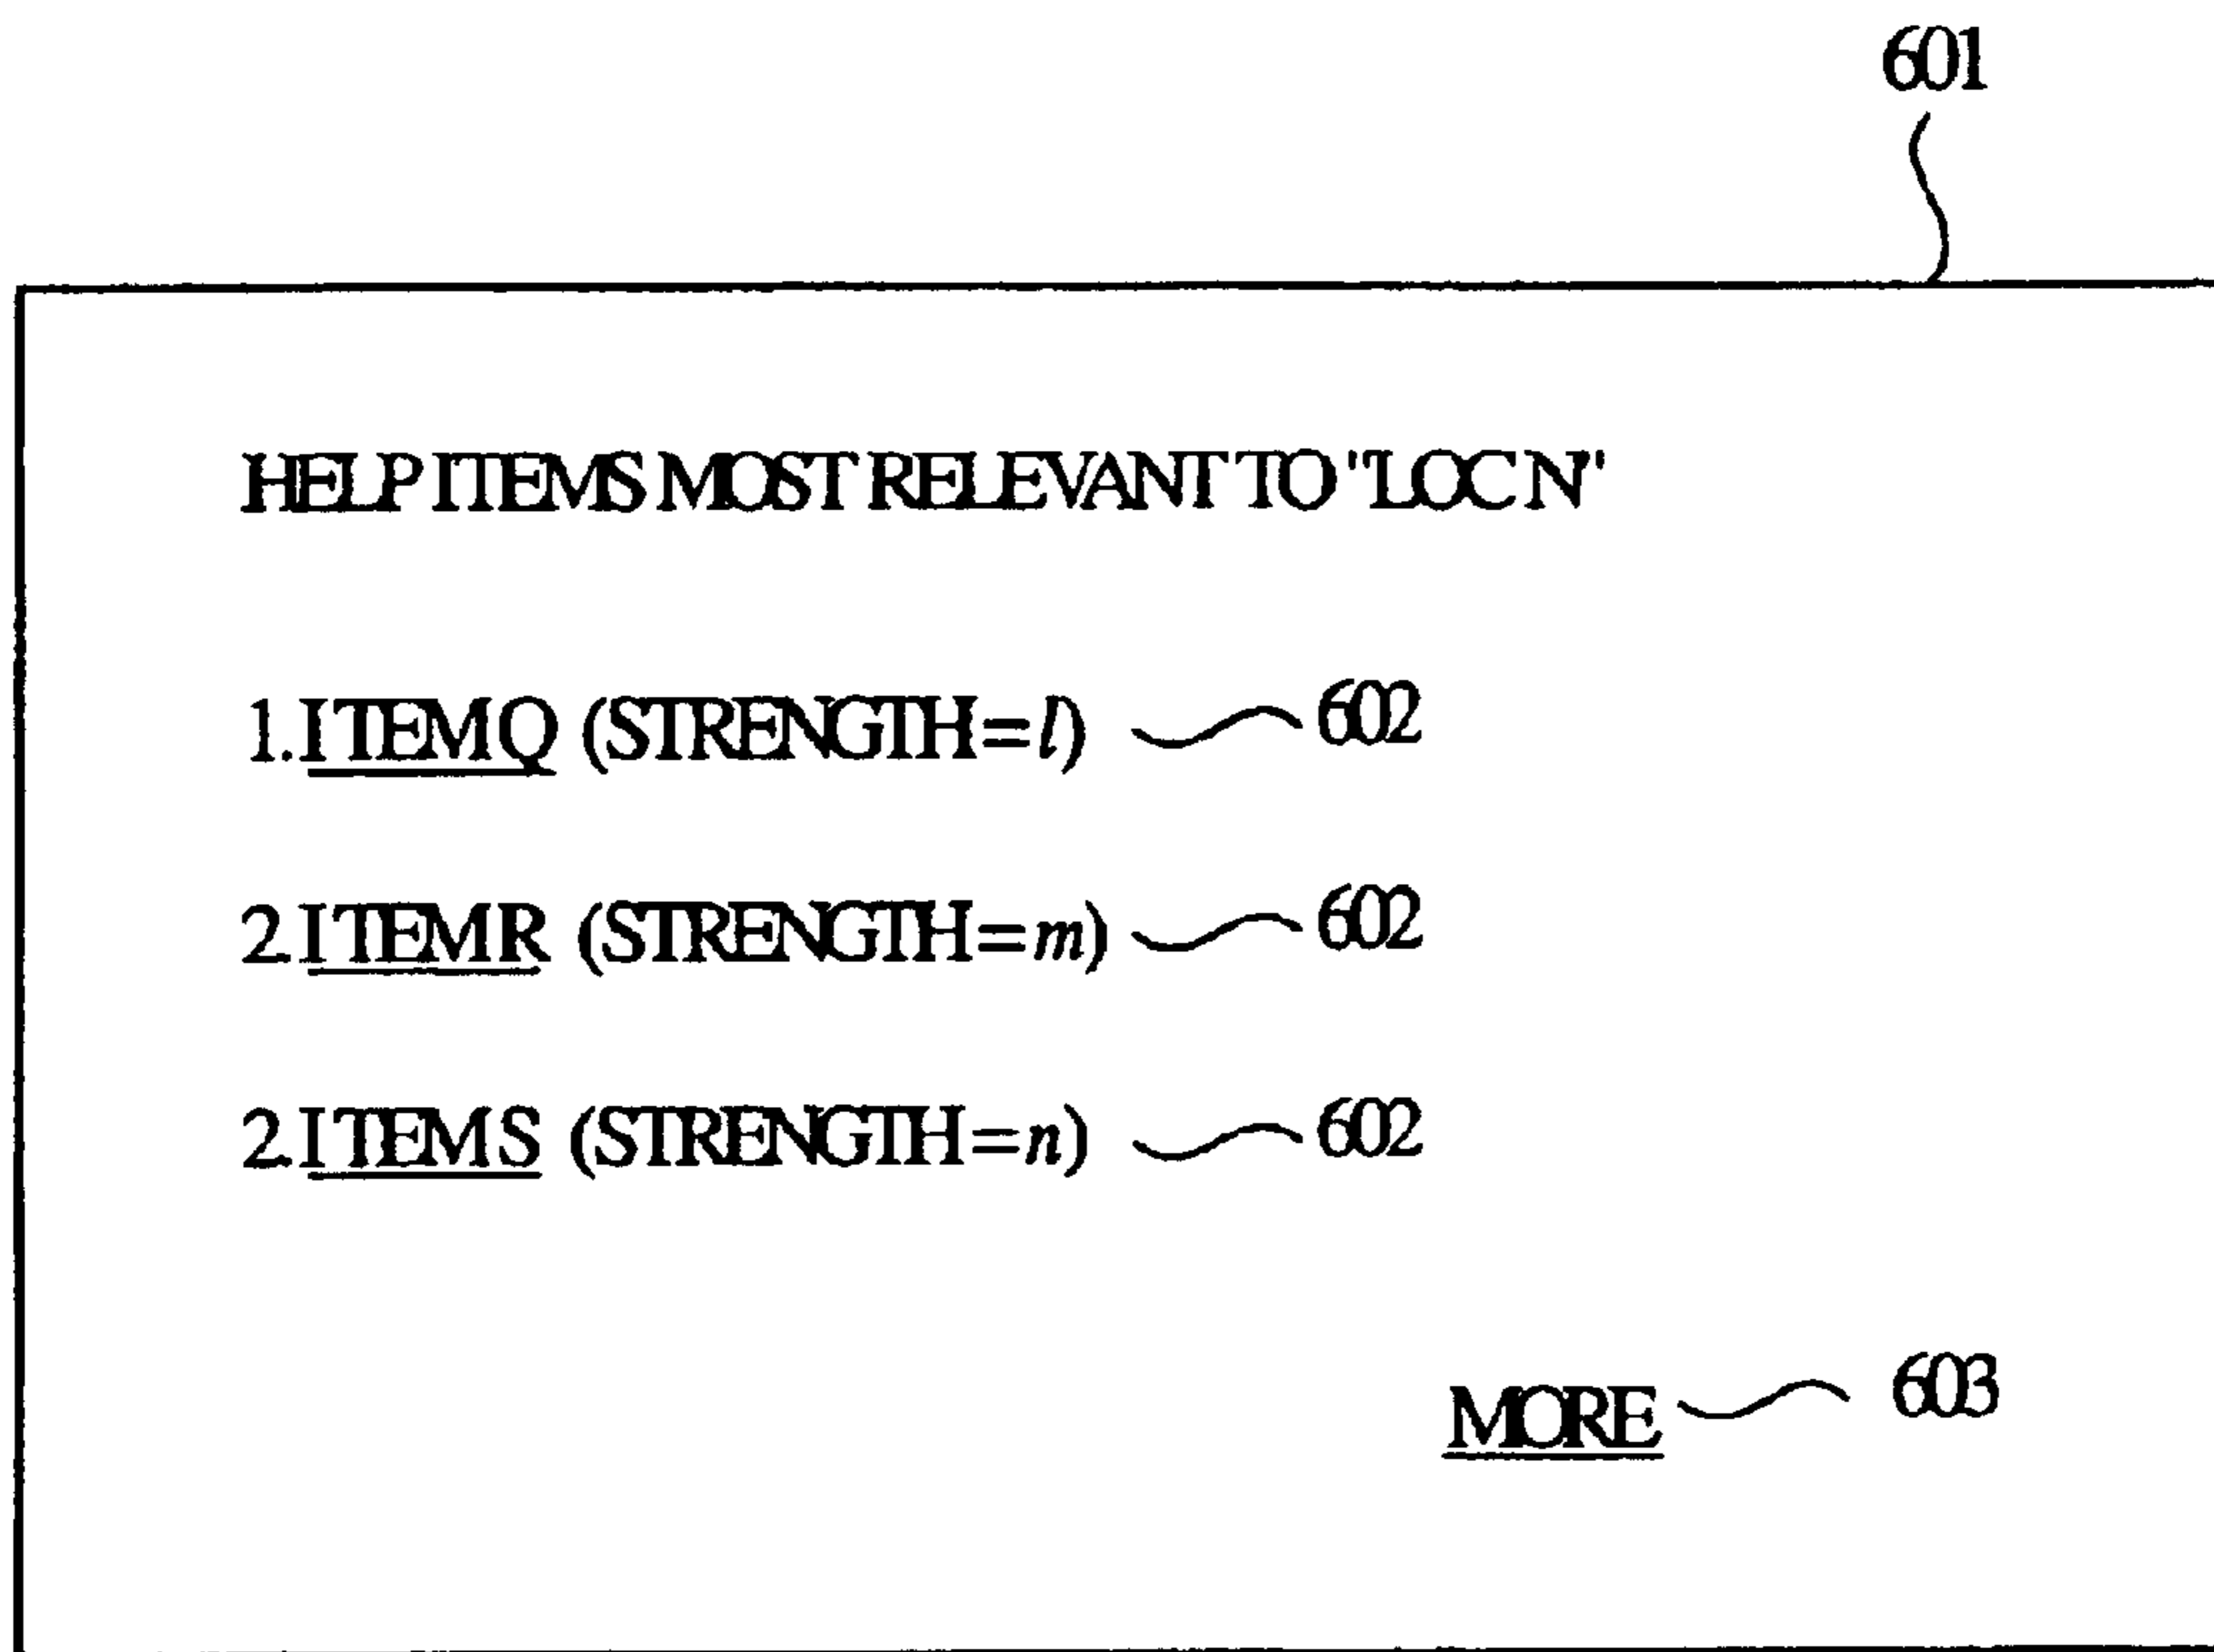 601
HELP ITEMS MOST RELEVANT TO 'LOC N'
1. ITEM Q (STRENGTH = l) 602
2. ITEM R (STRENGTH = m) 602
2. ITEM S (STRENGTH = n) 602
MORE 603